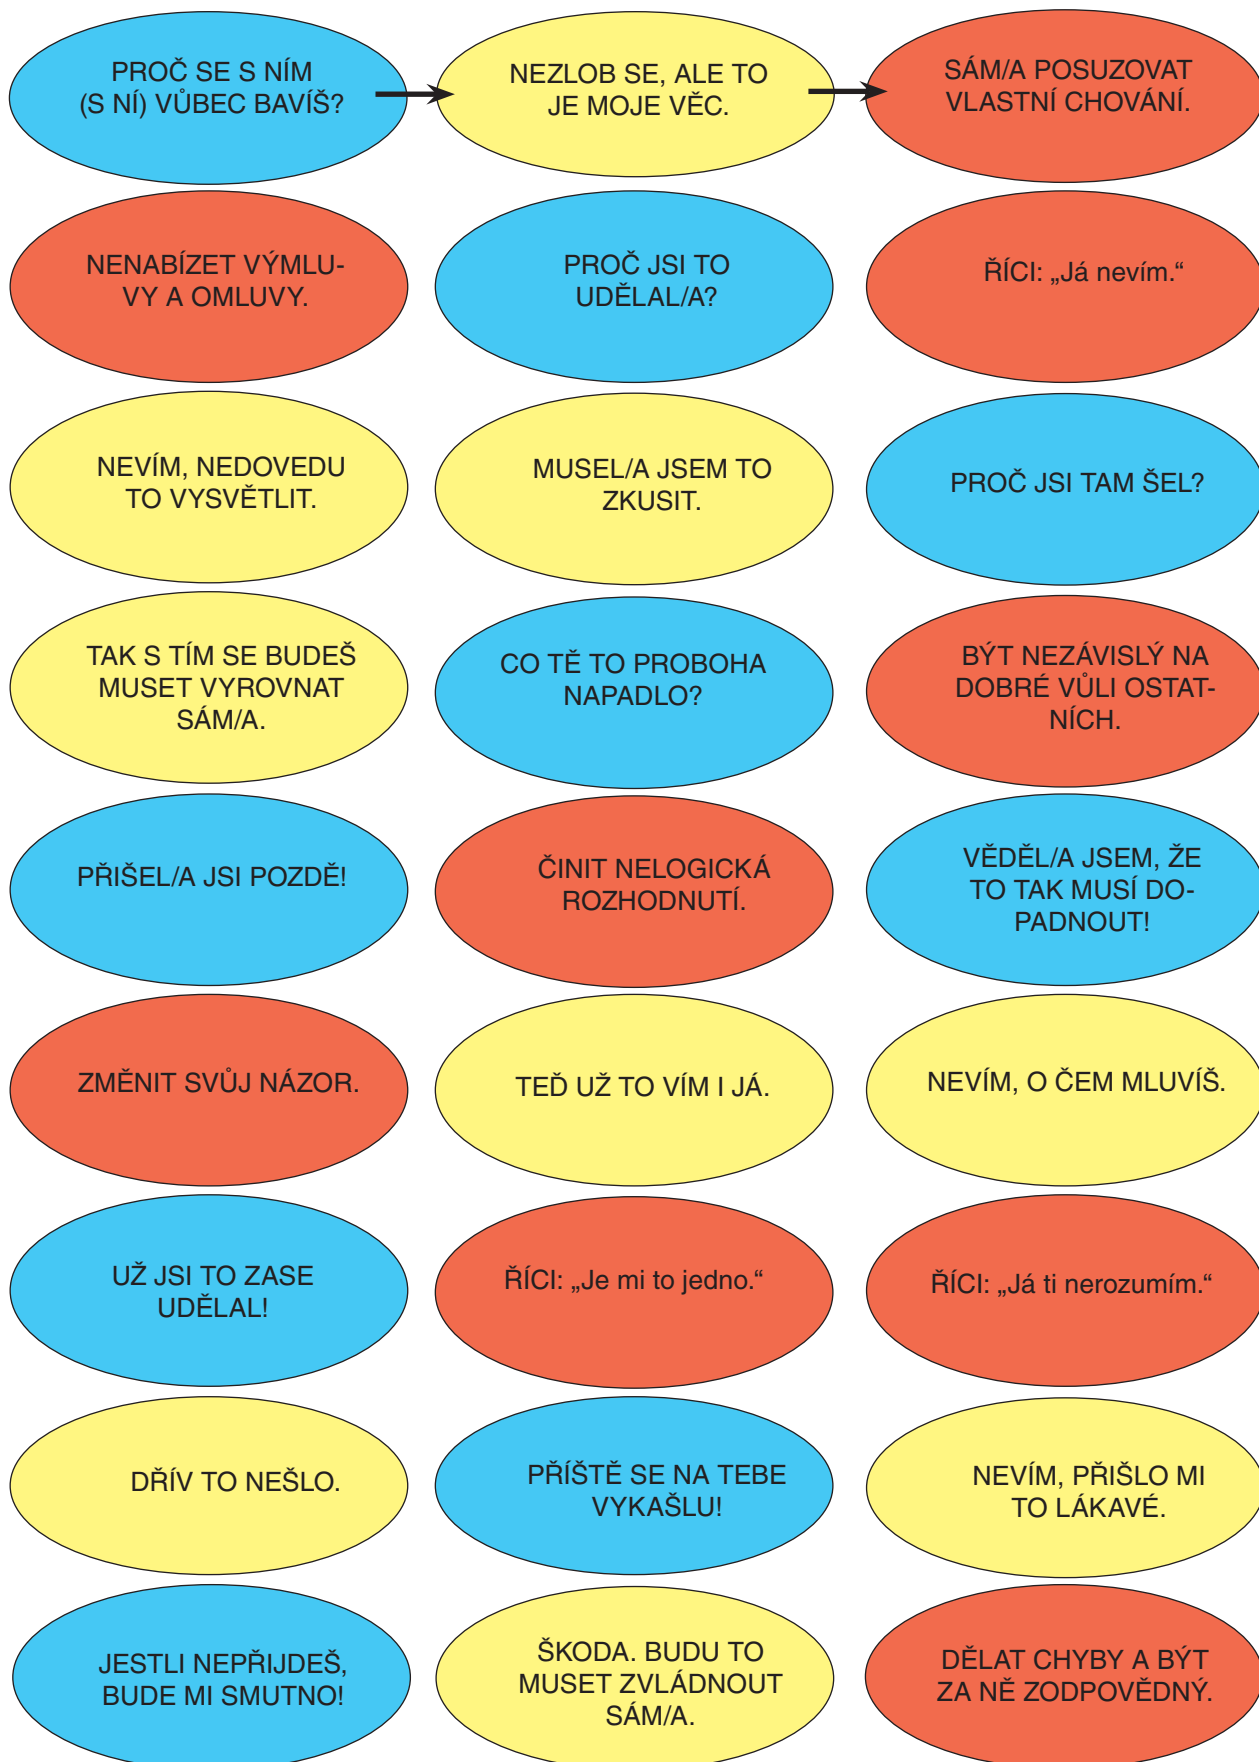 PROČ SE S NÍM
(S NÍ) VŮBEC BAVÍŠ?
NEZLOB SE, ALE TO
JE MOJE VĚC.
SÁM/A POSUZOVAT
VLASTNÍ CHOVÁNÍ.
NENABÍZET VÝMLU-
VY A OMLUVY.
PROČ JSI TO
UDĚLAL/A?
ŘÍCI: „Já nevím.“
NEVÍM, NEDOVEDU
TO VYSVĚTLIT.
MUSEL/A JSEM TO
ZKUSIT.
PROČ JSI TAM ŠEL?
TAK S TÍM SE BUDEŠ
MUSET VYROVNAT
SÁM/A.
CO TĚ TO PROBOHA
NAPADLO?
BÝT NEZÁVISLÝ NA
DOBRÉ VŮLI OSTAT-
NÍCH.
PŘIŠEL/A JSI POZDĚ!
ČINIT NELOGICKÁ
ROZHODNUTÍ.
VĚDĚL/A JSEM, ŽE
TO TAK MUSÍ DO-
PADNOUT!
ZMĚNIT SVŮJ NÁZOR.
TEĎ UŽ TO VÍM I JÁ.
NEVÍM, O ČEM MLUVÍŠ.
UŽ JSI TO ZASE
UDĚLAL!
ŘÍCI: „Je mi to jedno.“
ŘÍCI: „Já ti nerozumím.“
DŘÍV TO NEŠLO.
PŘÍŠTĚ SE NA TEBE
VYKAŠLU!
NEVÍM, PŘIŠLO MI
TO LÁKAVÉ.
JESTLI NEPŘIJDEŠ,
BUDE MI SMUTNO!
ŠKODA. BUDU TO
MUSET ZVLÁDNOUT
SÁM/A.
DĚLAT CHYBY A BÝT
ZA NĚ ZODPOVĚDNÝ.